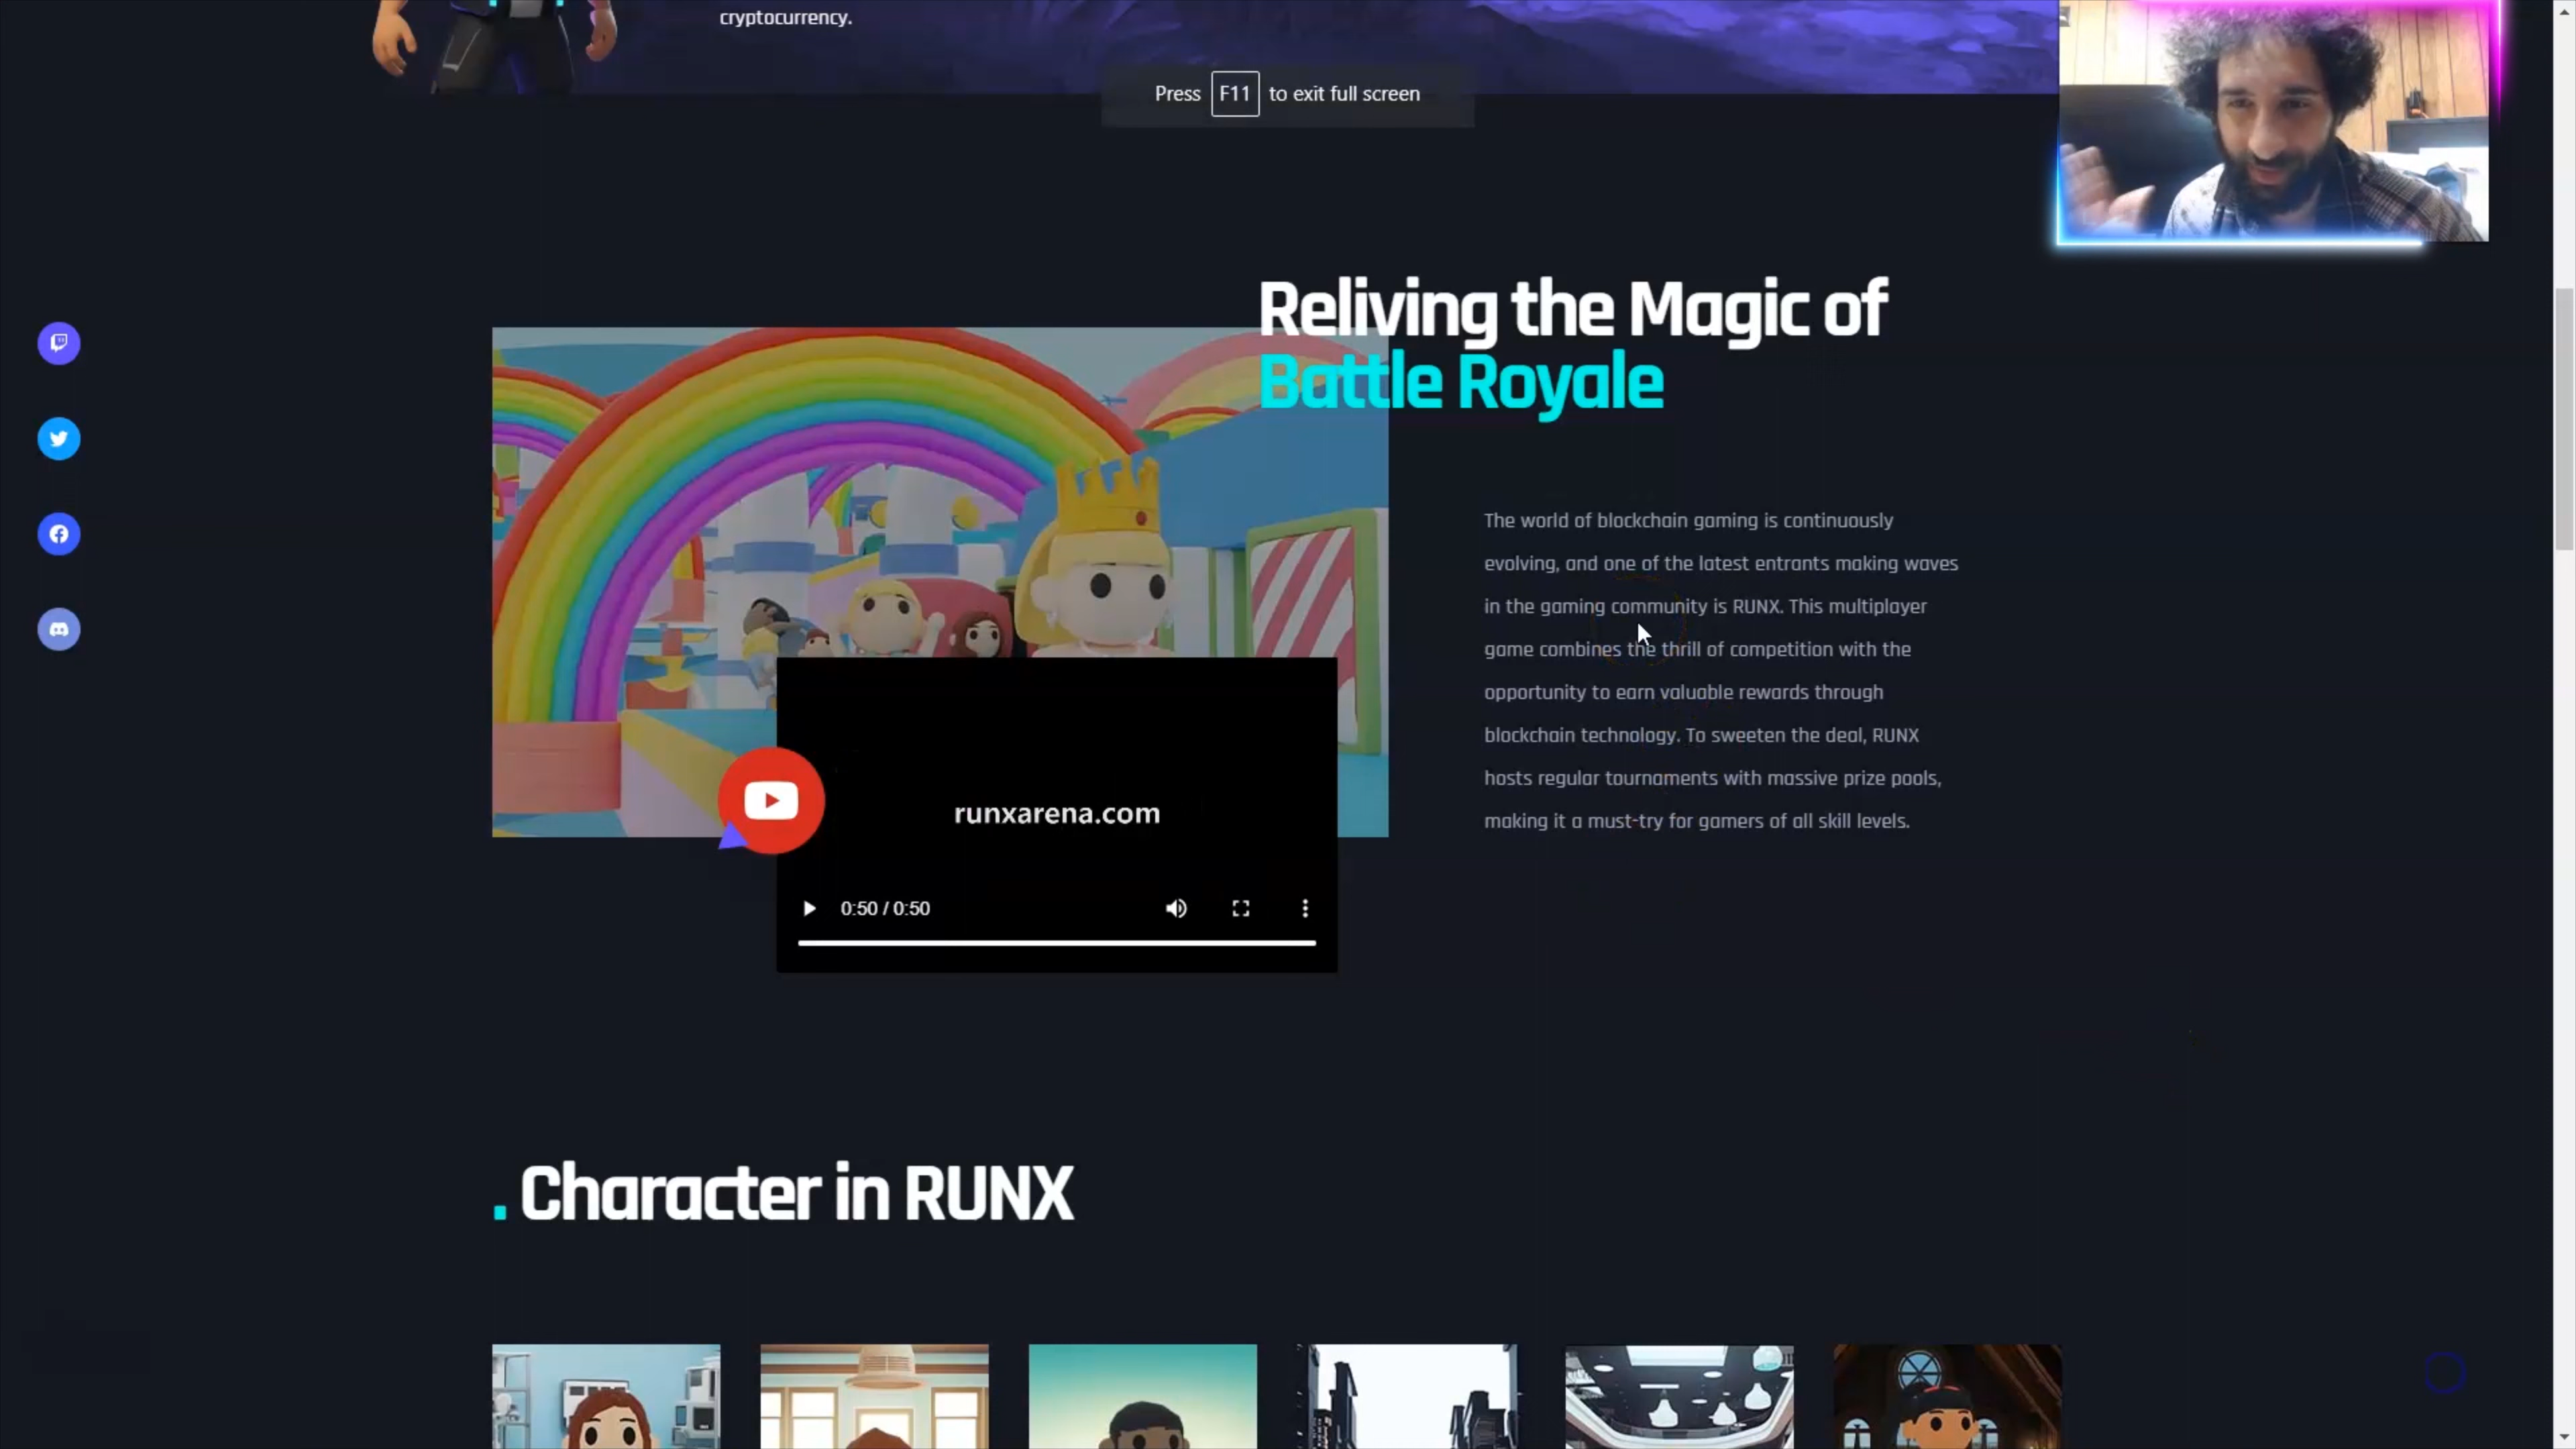 cryptocurrency.
Press F11 to exit full screen
Reliving the Magic of
Battle Royale
The world of blockchain gaming is continuously
evolving, and one of the latest entrants making waves
in the gaming community is RUNX. This multiplayer
game combines the thrill of competition with the
opportunity to earn valuable rewards through
blockchain technology. To sweeten the deal, RUNX
hosts regular tournaments with massive prize pools,
making it a must-try for gamers of all skill levels.
runxarena.com
0:50 / 0:50
. Character in RUNX